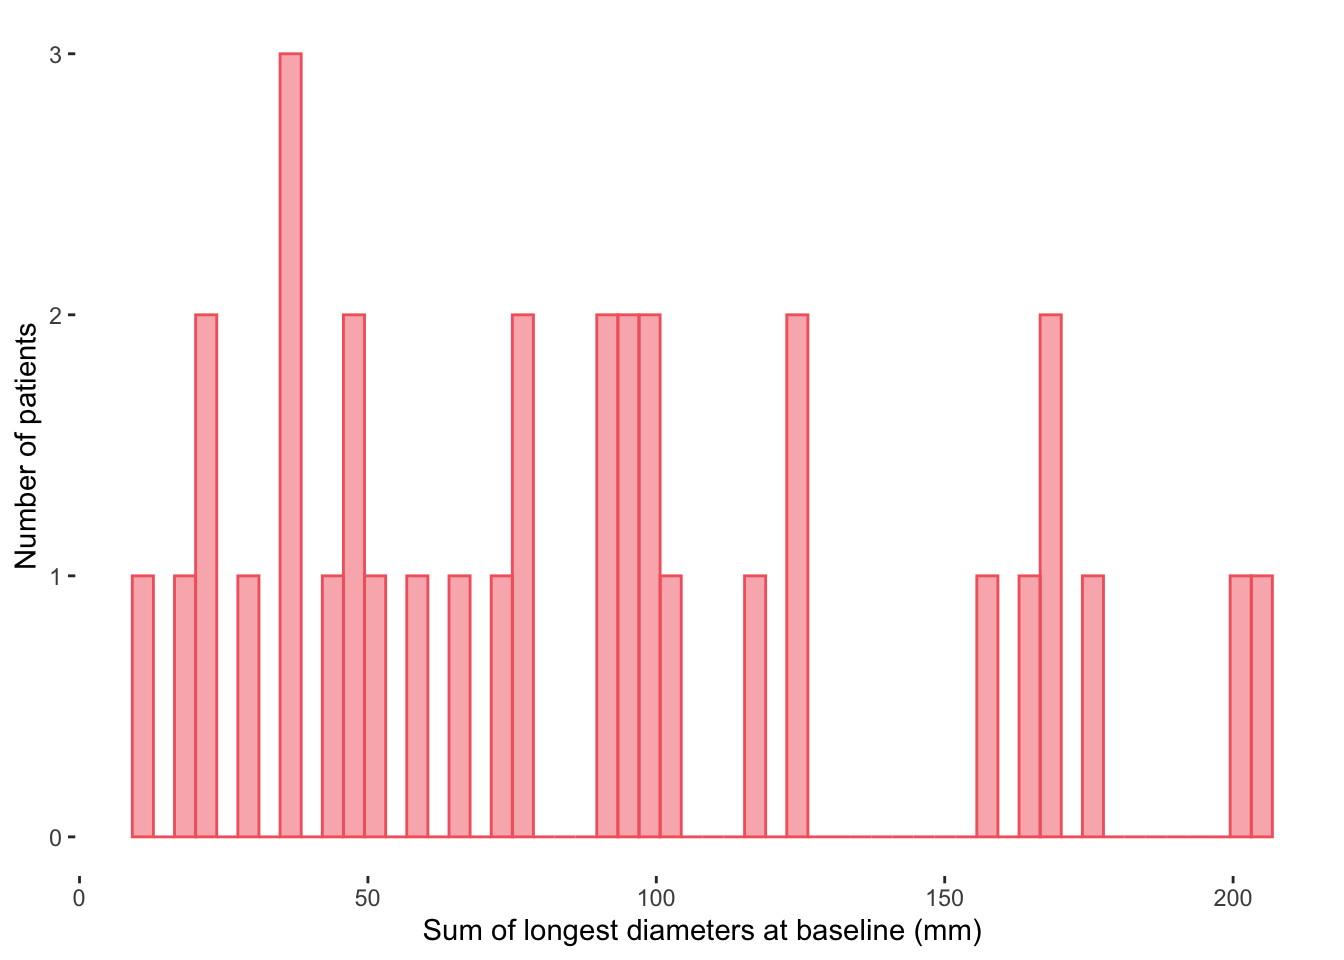 3
2
1
0
Number of patients
0 50 100 150 200
Sum of longest diameters at baseline (mm)